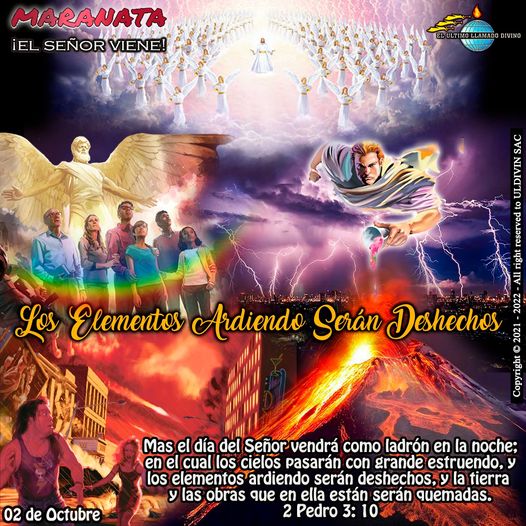 MARANATA
¡EL SEÑOR VIENE!
EL ULTIMO LLAMADO DIVINO
Copyright © 2021 - 2022 - All right reserved to ULDIVIN SAC
Los Elementos Ardiendo Serán Deshechos
Mas el día del Señor vendrá como ladrón en la noche;
en el cual los cielos pasarán con grande estruendo, y
los elementos ardiendo serán deshechos, y la tierra
y las obras que en ella están serán quemadas.
2 Pedro 3: 10
02 de Octubre